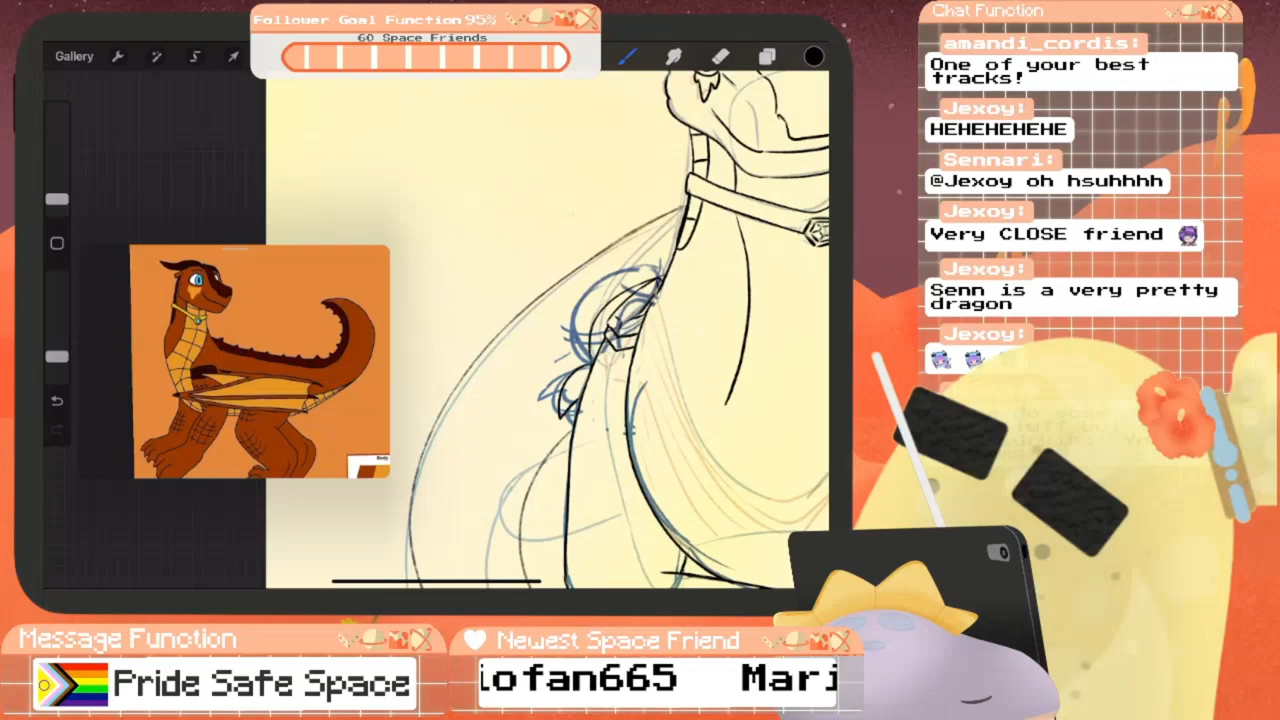 Follower Goal Function 95%
60 Space Friends
Gallery
Chat Function
amandi_cordis:
One of your best
tracks!
Jexoy:
HEHEHEHEHE
Sennari:
@Jexoy oh hsuhhhh
Jexoy:
Very CLOSE friend
Jexoy:
Senn is a very pretty
dragon
Jexoy:
Body
Message Function
Pride Safe Space
Newest Space Friend
iofan665 Mari